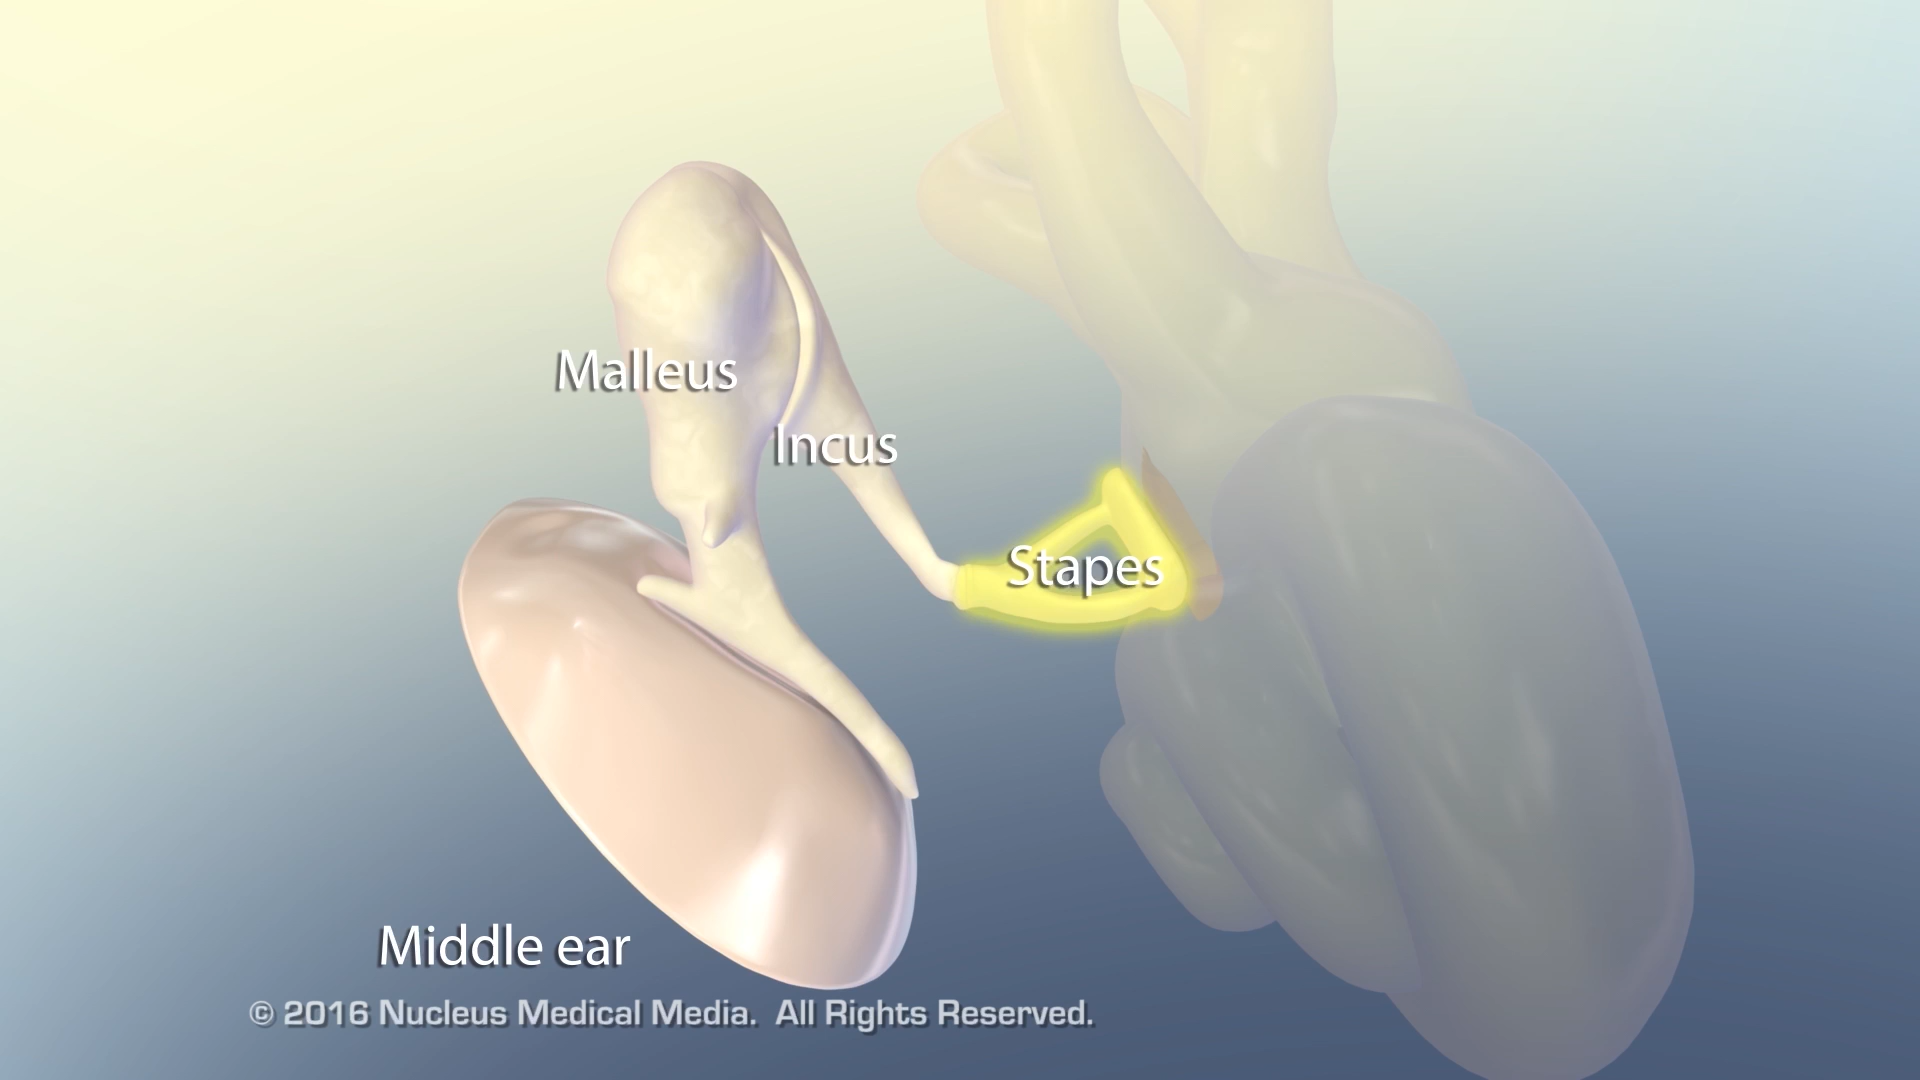 Malleus
Incus
Stapes
Middle ear
© 2016 Nucleus Medical Media. All Rights Reserved.